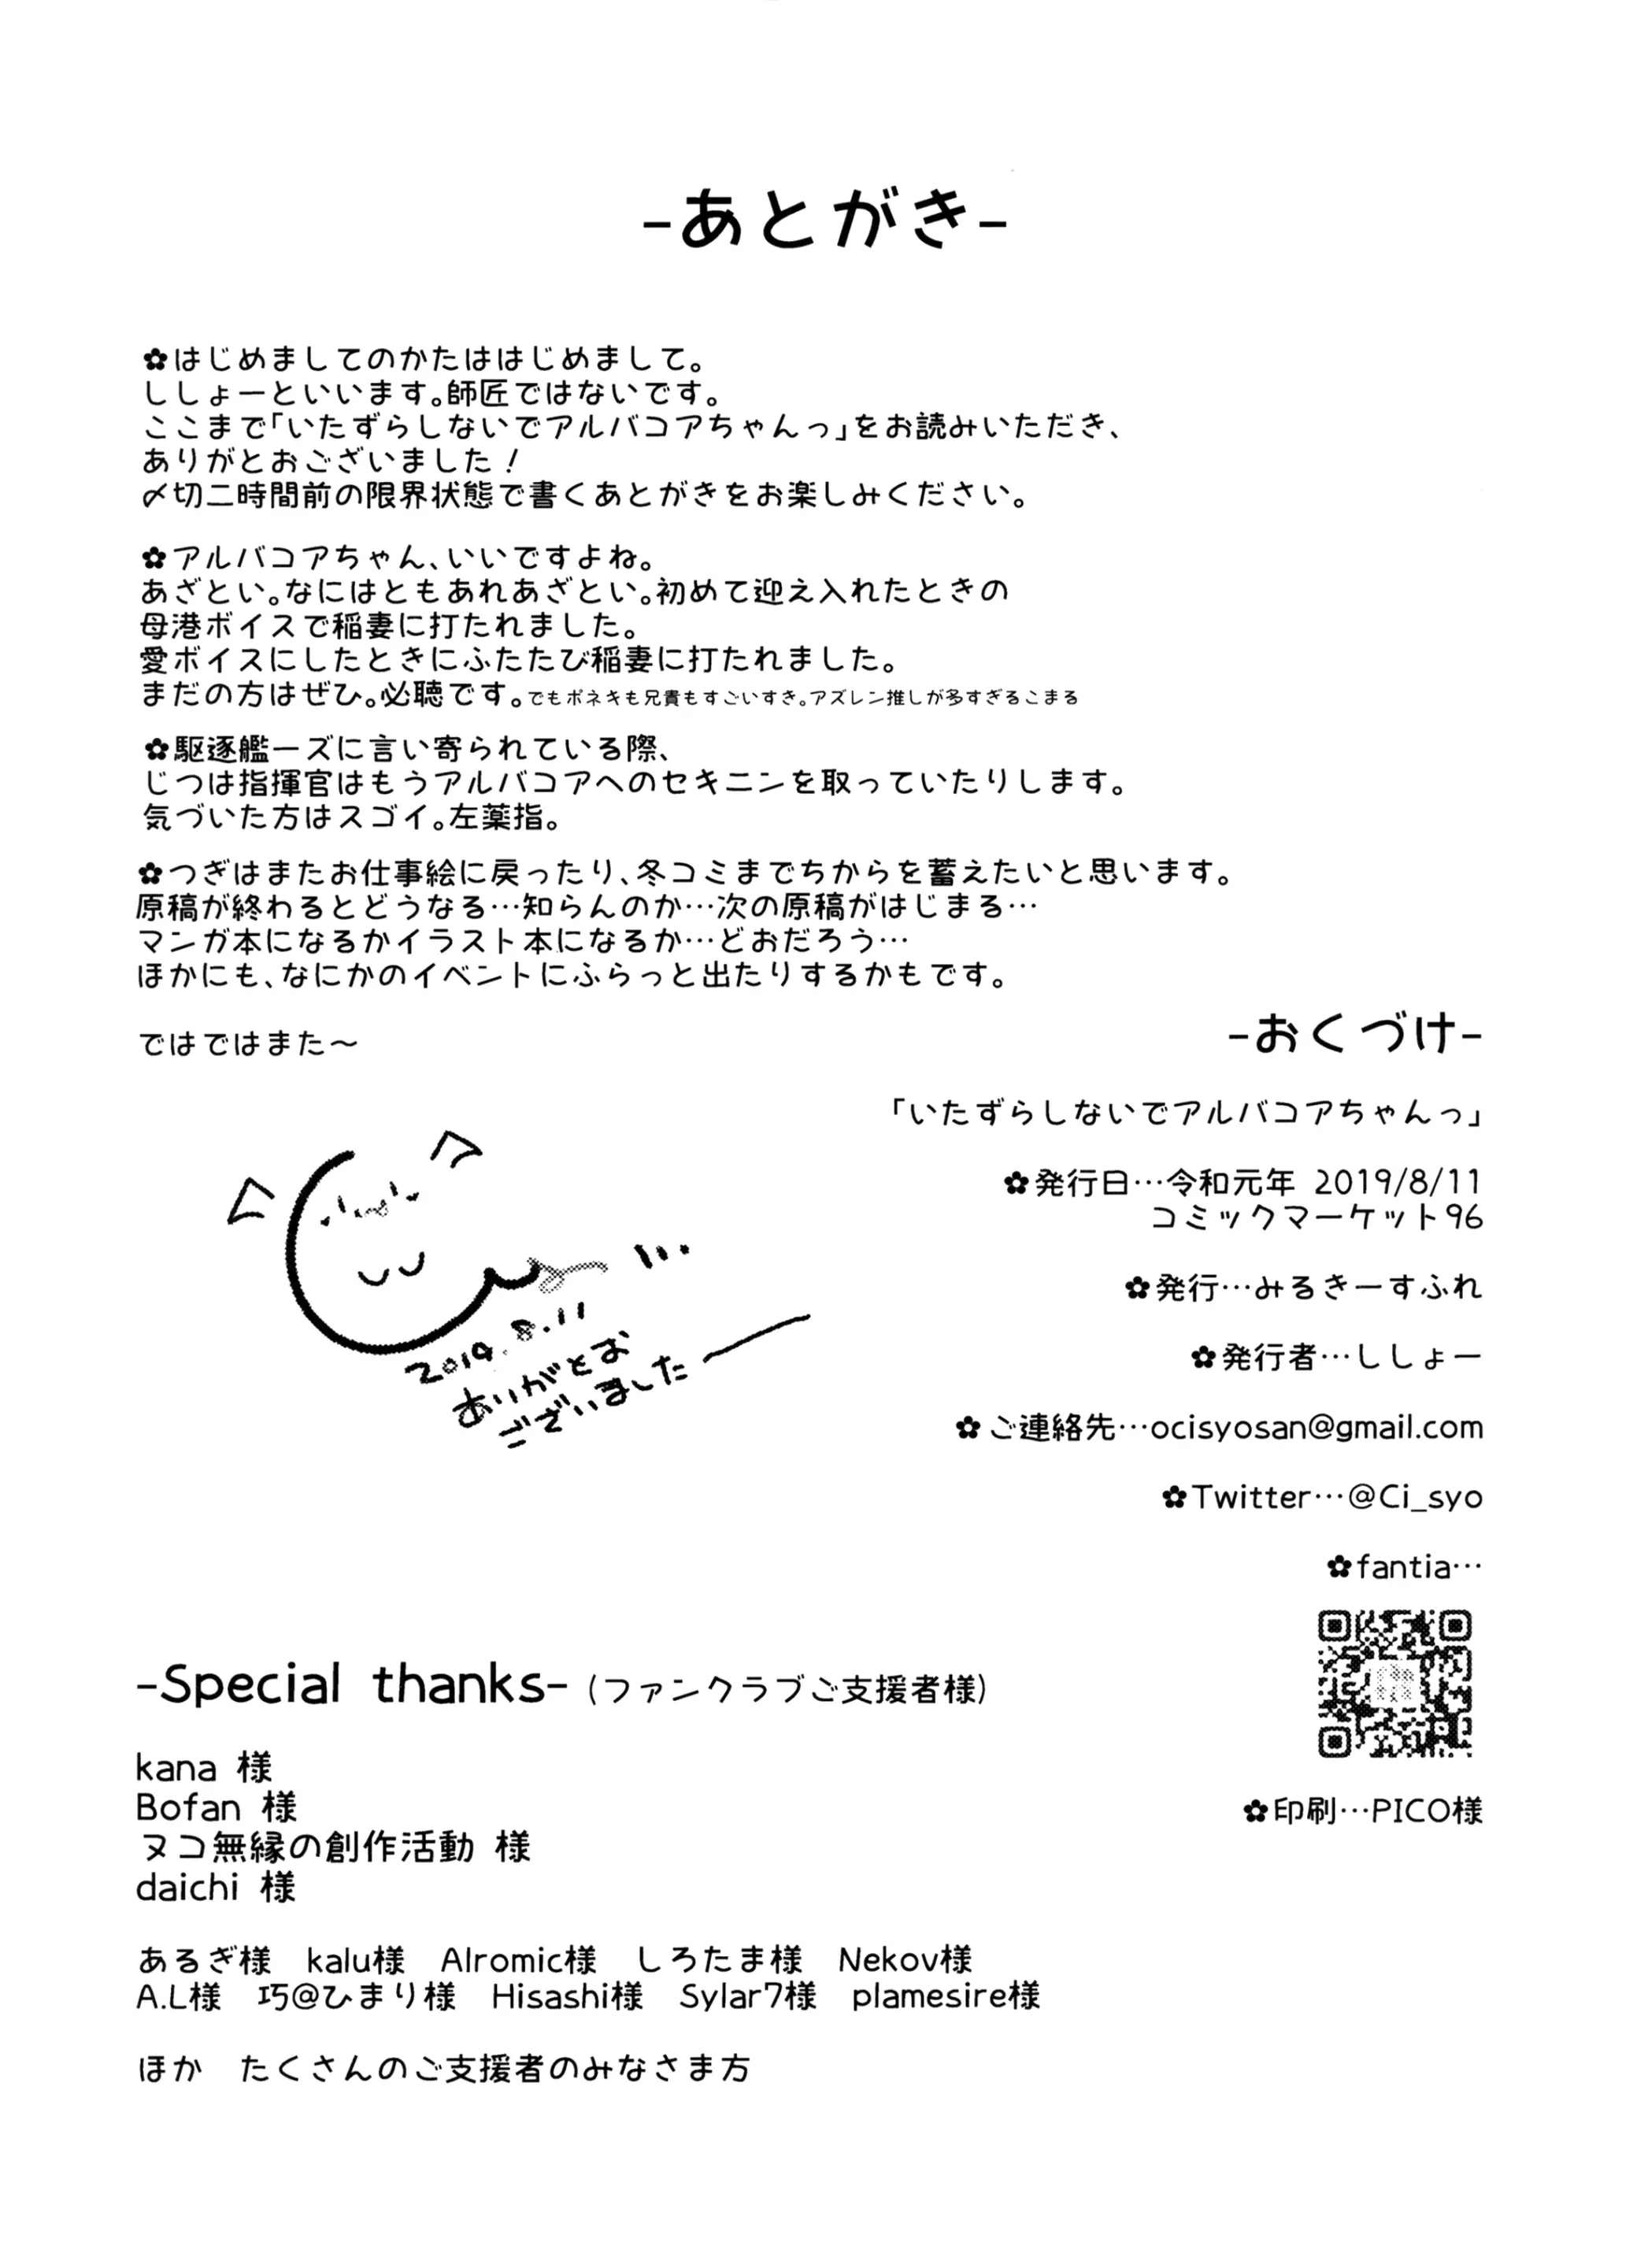 -あとがき-
✿はじめましてのかたははじめまして。
ししょーといいます。師匠ではないです。
ここまで「いたずらしないでアルバコアちゃんっ」をお読みいただき、
ありがとおございました！
〆切二時間前の限界状態で書くあとがきをお楽しみください。
✿アルバコアちゃん、いいですよね。
あざとい。なにはともあれあざとい。初めて迎え入れたときの
母港ボイスで稲妻に打たれました。
愛ボイスにしたときにふたたび稲妻に打たれました。
まだの方はぜひ。必聴です。でもポネキも兄貴もすごいすき。アズレン推しが多すぎるこまる
✿駆逐艦ーズに言い寄られている際、
じつは指揮官はもうアルバコアへのセキニンを取っていたりします。
気づいた方はスゴイ。左薬指。
✿つぎはまたお仕事絵に戻ったり、冬コミまでちからを蓄えたいと思います。
原稿が終わるとどうなる…知らんのか…次の原稿がはじまる…
マンガ本になるかイラスト本になるか…どおだろう…
ほかにも、なにかのイベントにふらっと出たりするかもです。
ではではまた〜
2019.8.11
ありがとお
ございました
-おくづけ-
「いたずらしないでアルバコアちゃんっ」
✿発行日…令和元年 2019/8/11
コミックマーケット96
✿発行…みるきーすふれ
✿発行者…ししょー
✿ご連絡先…ocisyosan@gmail.com
✿Twitter…@Ci_syo
✿fantia…
✿印刷…PICO様
-Special thanks- (ファンクラブご支援者様)
kana 様
Bofan 様
ヌコ無縁の創作活動 様
daichi 様
あるぎ様　kalu様　Alromic様　しろたま様　Nekov様
A.L様　巧@ひまり様　Hisashi様　Sylar7様　plamesire様
ほか　たくさんのご支援者のみなさま方